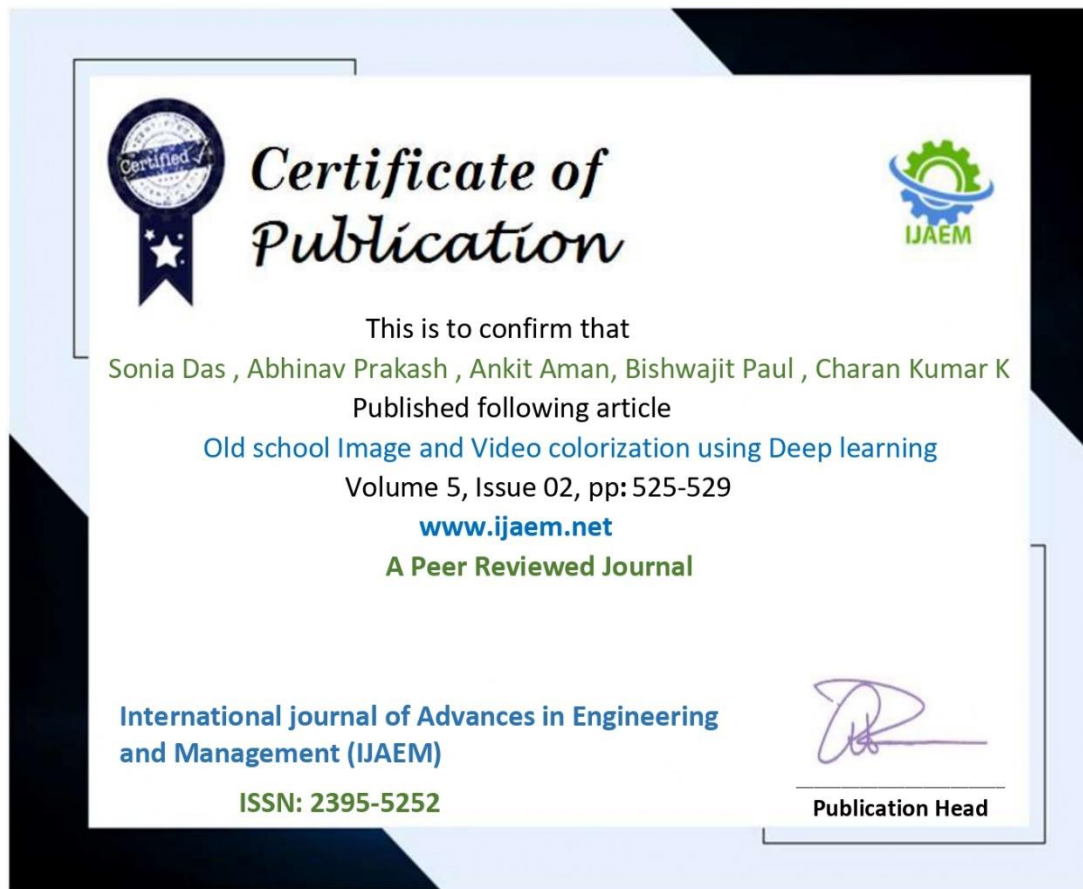 Certified
Certificate of
Publication
IJAEM
This is to confirm that
Sonia Das , Abhinav Prakash , Ankit Aman, Bishwajit Paul , Charan Kumar K
Published following article
Old school Image and Video colorization using Deep learning
Volume 5, Issue 02, pp: 525-529
www.ijaem.net
A Peer Reviewed Journal
International journal of Advances in Engineering
and Management (IJAEM)
ISSN: 2395-5252
Publication Head